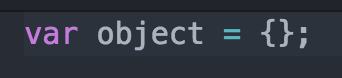 var object = {};